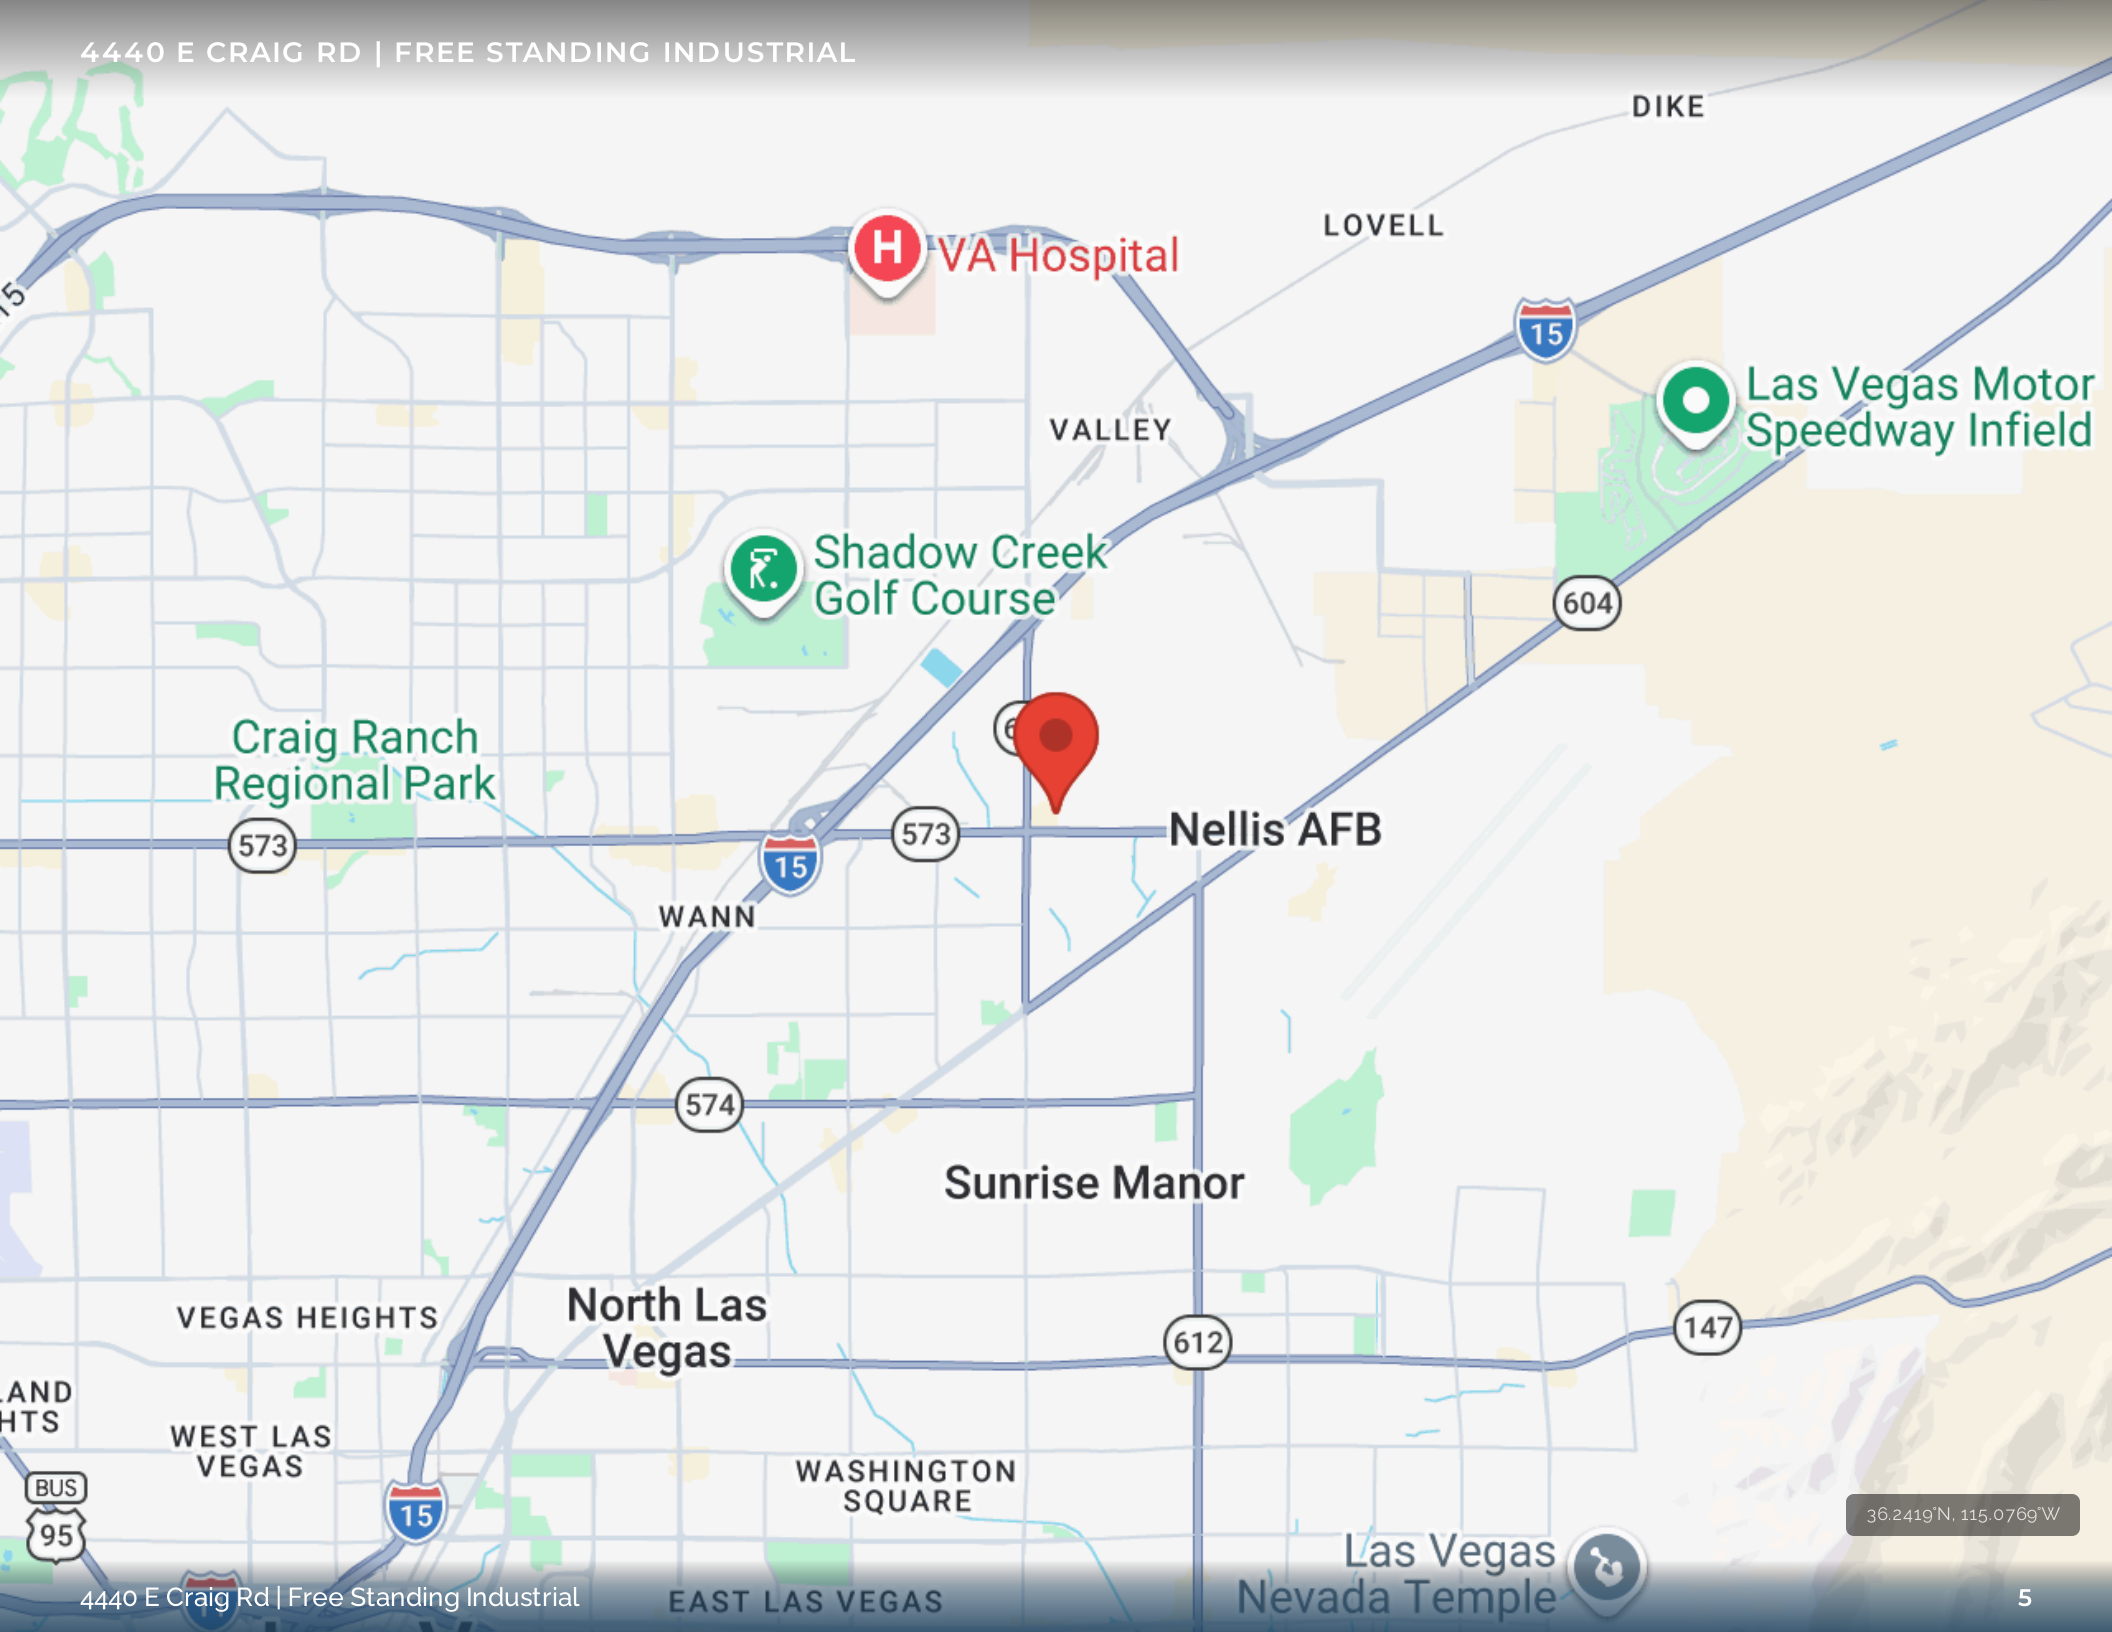 4440 E CRAIG RD | FREE STANDING INDUSTRIAL
DIKE
LOVELL
H
VA Hospital
15
15
Las Vegas Motor
Speedway Infield
VALLEY
Shadow Creek
Golf Course
604
Craig Ranch
Regional Park
573
573
Nellis AFB
15
WANN
574
Sunrise Manor
North Las
Vegas
VEGAS HEIGHTS
612
147
WEST LAS
VEGAS
WASHINGTON
SQUARE
BUS
95
15
36.2419°N, 115.0769°W
Las Vegas
Nevada Temple
EAST LAS VEGAS
4440 E Craig Rd | Free Standing Industrial
5